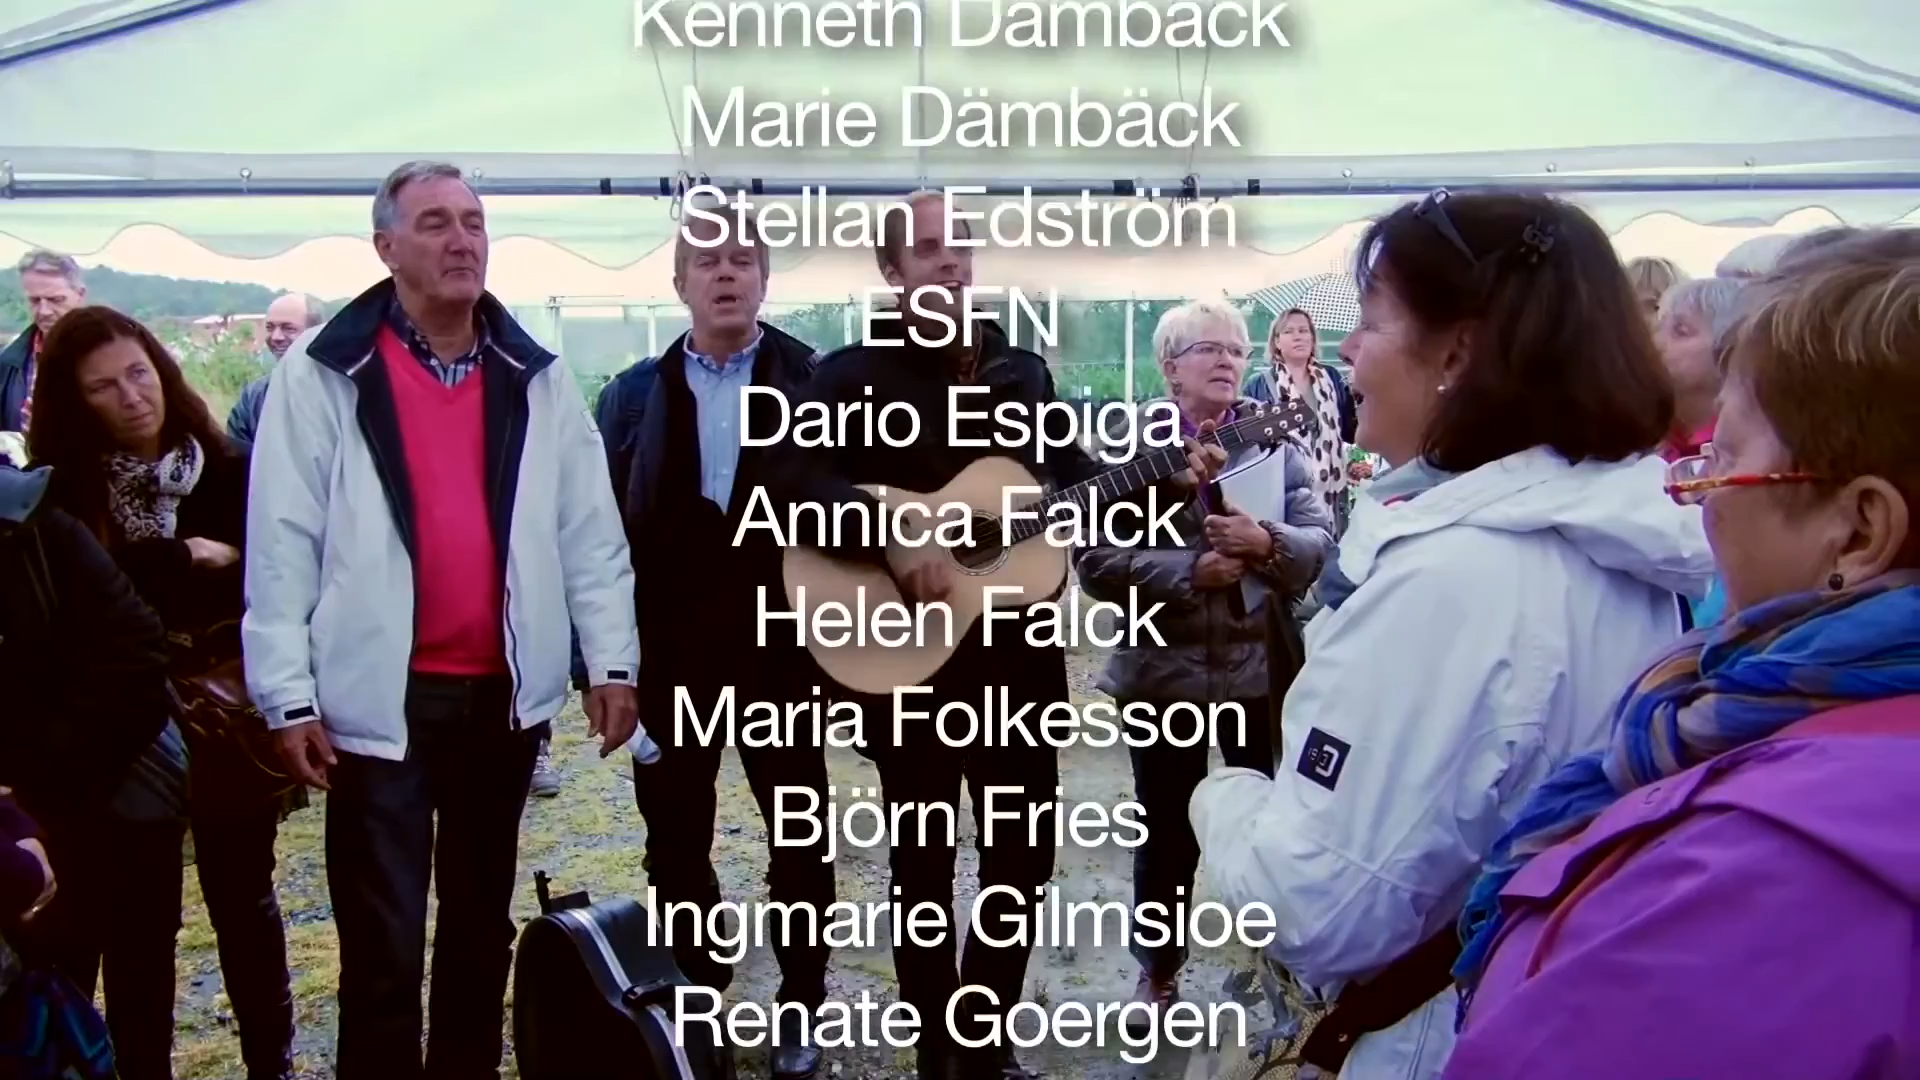 Kenneth Dämbäck
Marie Dämbäck
Stellan Edström
ESFN
Dario Espiga
Annica Falck
Helen Falck
Maria Folkesson
Björn Fries
Ingmarie Gilmsioe
Renate Goergen